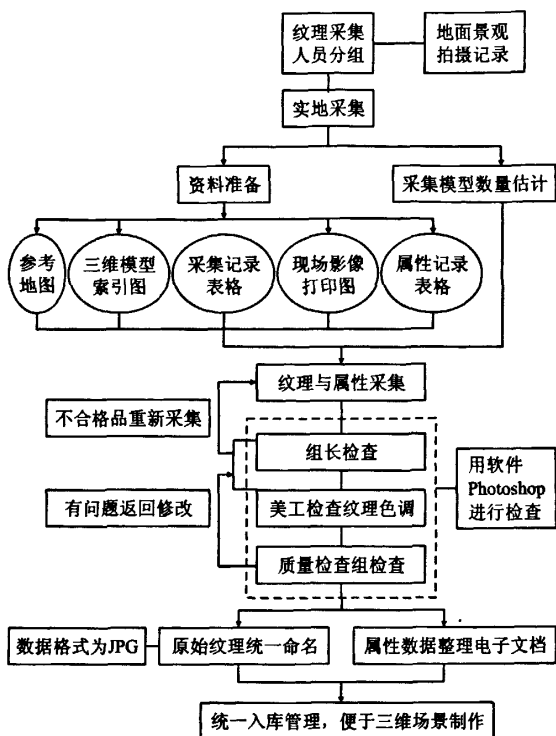 纹理采集
人员分组
地面景观
拍摄记录
实地采集
资料准备
采集模型数量估计
参考
地图
三维模型
索引图
采集记录
表格
现场影像
打印图
属性记录
表格
纹理与属性采集
不合格品重新采集
组长检查
用软件
Photoshop
进行检查
有问题返回修改
美工检查纹理色调
质量检查组检查
数据格式为JPG
原始纹理统一命名
属性数据整理电子文档
统一入库管理，便于三维场景制作